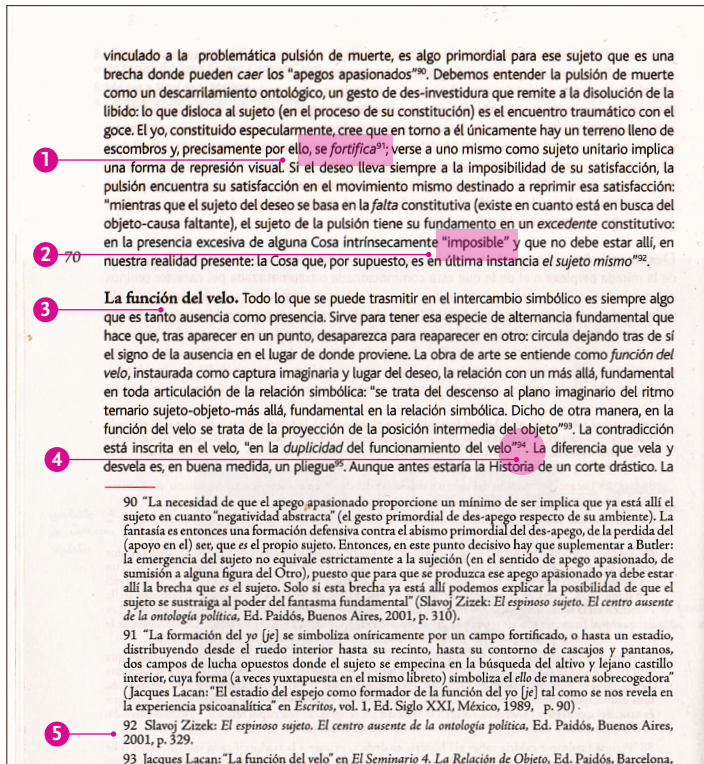 vinculado a la problemática pulsión de muerte, es algo primordial para ese sujeto que es una
brecha donde pueden caer los "apegos apasionados"90. Debemos entender la pulsión de muerte
como un descarrilamiento ontológico, un gesto de des-investidura que remite a la disolución de la
libido: lo que disloca al sujeto (en el proceso de su constitución) es el encuentro traumático con el
goce. El yo, constituido especularmente, cree que en torno a él únicamente hay un terreno lleno de
escombros y, precisamente por ello, se fortifica91; verse a uno mismo como sujeto unitario implica
1
una forma de represión visual. Si el deseo lleva siempre a la imposibilidad de su satisfacción, la
pulsión encuentra su satisfacción en el movimiento mismo destinado a reprimir esa satisfacción:
"mientras que el sujeto del deseo se basa en la falta constitutiva (existe en cuanto está en busca del
objeto-causa faltante), el sujeto de la pulsión tiene su fundamento en un excedente constitutivo:
en la presencia excesiva de alguna Cosa intrínsecamente "imposible" y que no debe estar allí, en
2 70
nuestra realidad presente: la Cosa que, por supuesto, es en última instancia el sujeto mismo"92.
La función del velo. Todo lo que se puede trasmitir en el intercambio simbólico es siempre algo
3
que es tanto ausencia como presencia. Sirve para tener esa especie de alternancia fundamental que
hace que, tras aparecer en un punto, desaparezca para reaparecer en otro: circula dejando tras de sí
el signo de la ausencia en el lugar de donde proviene. La obra de arte se entiende como función del
velo, instaurada como captura imaginaria y lugar del deseo, la relación con un más allá, fundamental
en toda articulación de la relación simbólica: "se trata del descenso al plano imaginario del ritmo
ternario sujeto-objeto-más allá, fundamental en la relación simbólica. Dicho de otra manera, en la
función del velo se trata de la proyección de la posición intermedia del objeto"93. La contradicción
está inscrita en el velo, "en la duplicidad del funcionamiento del velo"94. La diferencia que vela y
4
desvela es, en buena medida, un pliegue95. Aunque antes estaría la Historia de un corte drástico. La
90 "La necesidad de que el apego apasionado proporcione un mínimo de ser implica que ya está allí el
sujeto en cuanto "negatividad abstracta" (el gesto primordial de des-apego respecto de su ambiente). La
fantasía es entonces una formación defensiva contra el abismo primordial del des-apego, de la perdida del
(apoyo en el) ser, que es el propio sujeto. Entonces, en este punto decisivo hay que suplementar a Butler:
la emergencia del sujeto no equivale estrictamente a la sujeción (en el sentido de apego apasionado, de
sumisión a alguna figura del Otro), puesto que para que se produzca ese apego apasionado ya debe estar
allí la brecha que es el sujeto. Solo si esta brecha ya está allí podemos explicar la posibilidad de que el
sujeto se sustraiga al poder del fantasma fundamental" (Slavoj Zizek: El espinoso sujeto. El centro ausente
de la ontología política, Ed. Paidós, Buenos Aires, 2001, p. 310).
91 "La formación del yo [je] se simboliza oníricamente por un campo fortificado, o hasta un estadio,
distribuyendo desde el ruedo interior hasta su recinto, hasta su contorno de cascajos y pantanos,
dos campos de lucha opuestos donde el sujeto se empecina en la búsqueda del altivo y lejano castillo
interior, cuya forma (a veces yuxtapuesta en el mismo libreto) simboliza el ello de manera sobrecogedora"
(Jacques Lacan: "El estadio del espejo como formador de la función del yo [je] tal como se nos revela en
la experiencia psicoanalítica" en Escritos, vol. 1, Ed. Siglo XXI, México, 1989, p. 90).
5
92 Slavoj Zizek: El espinoso sujeto. El centro ausente de la ontología política, Ed. Paidós, Buenos Aires,
2001, p. 329.
93 Jacques Lacan: "La función del velo" en El Seminario 4. La Relación de Objeto, Ed. Paidós, Barcelona,